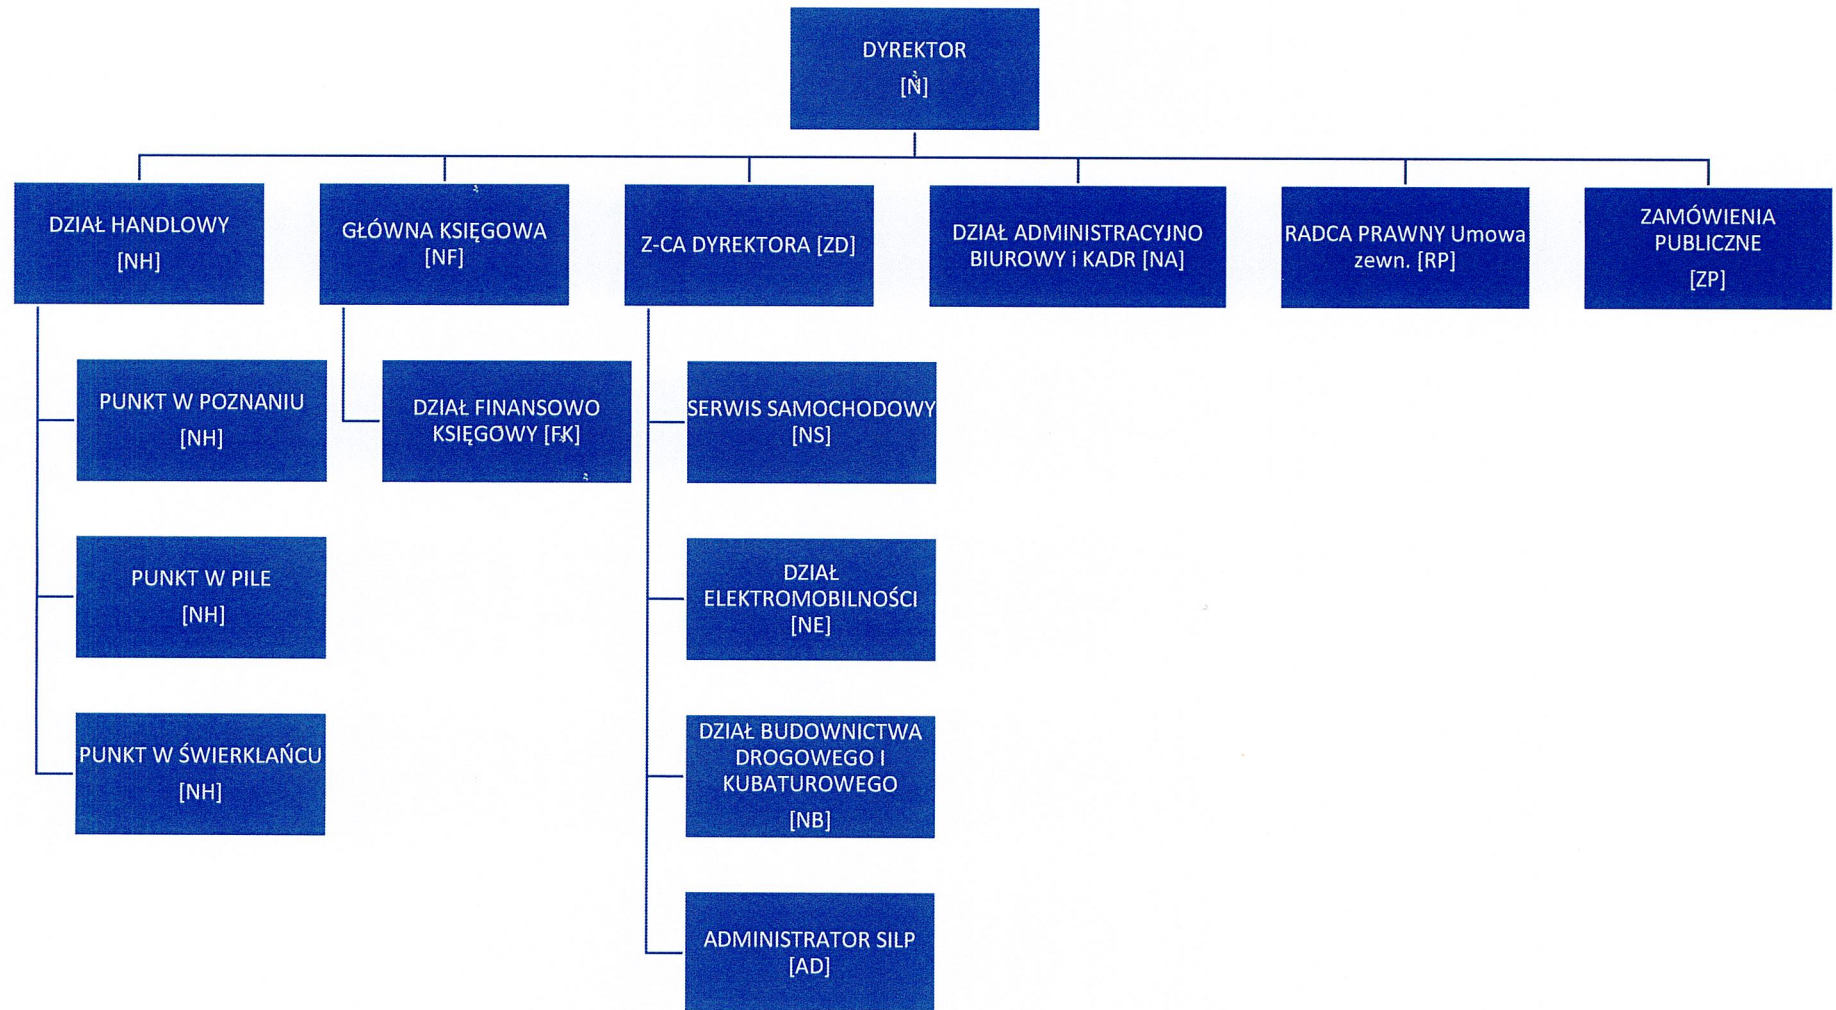 DYREKTOR
[N]
DZIAŁ HANDLOWY
[NH]
GŁÓWNA KSIĘGOWA
[NF]
Z-CA DYREKTORA [ZD]
DZIAŁ ADMINISTRACYJNO
BIUROWY i KADR [NA]
RADCA PRAWNY Umowa
zewn. [RP]
ZAMÓWIENIA
PUBLICZNE
[ZP]
PUNKT W POZNANIU
[NH]
DZIAŁ FINANSOWO
KSIĘGOWY [FK]
SERWIS SAMOCHODOWY
[NS]
PUNKT W PILE
[NH]
DZIAŁ
ELEKTROMOBILNOŚCI
[NE]
PUNKT W ŚWIERKLAŃCU
[NH]
DZIAŁ BUDOWNICTWA
DROGOWEGO I
KUBATUROWEGO
[NB]
ADMINISTRATOR SILP
[AD]